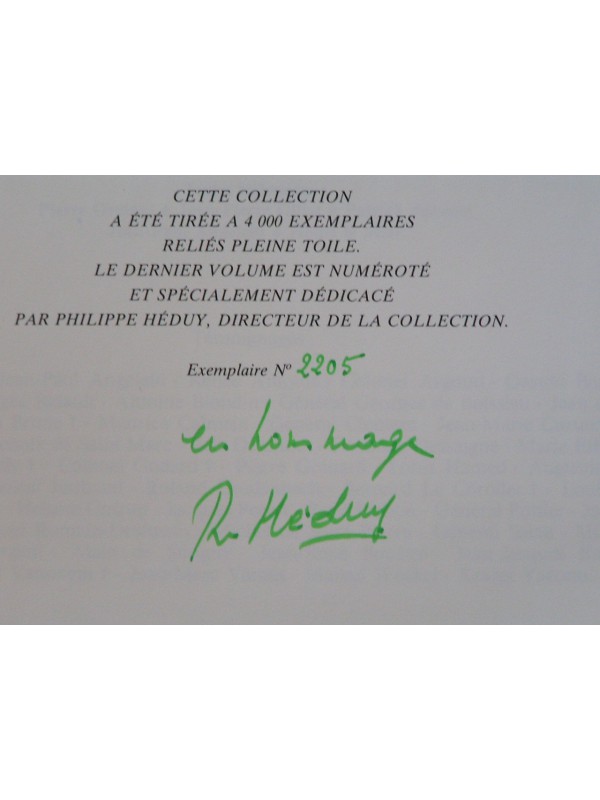 CETTE COLLECTION
A ÉTÉ TIRÉE A 4 000 EXEMPLAIRES
RELIÉS PLEINE TOILE.
LE DERNIER VOLUME EST NUMÉROTÉ
ET SPÉCIALEMENT DÉDICACÉ
PAR PHILIPPE HÉDUY, DIRECTEUR DE LA COLLECTION.
Exemplaire Nº 2205
en hommage
Ph. Héduy